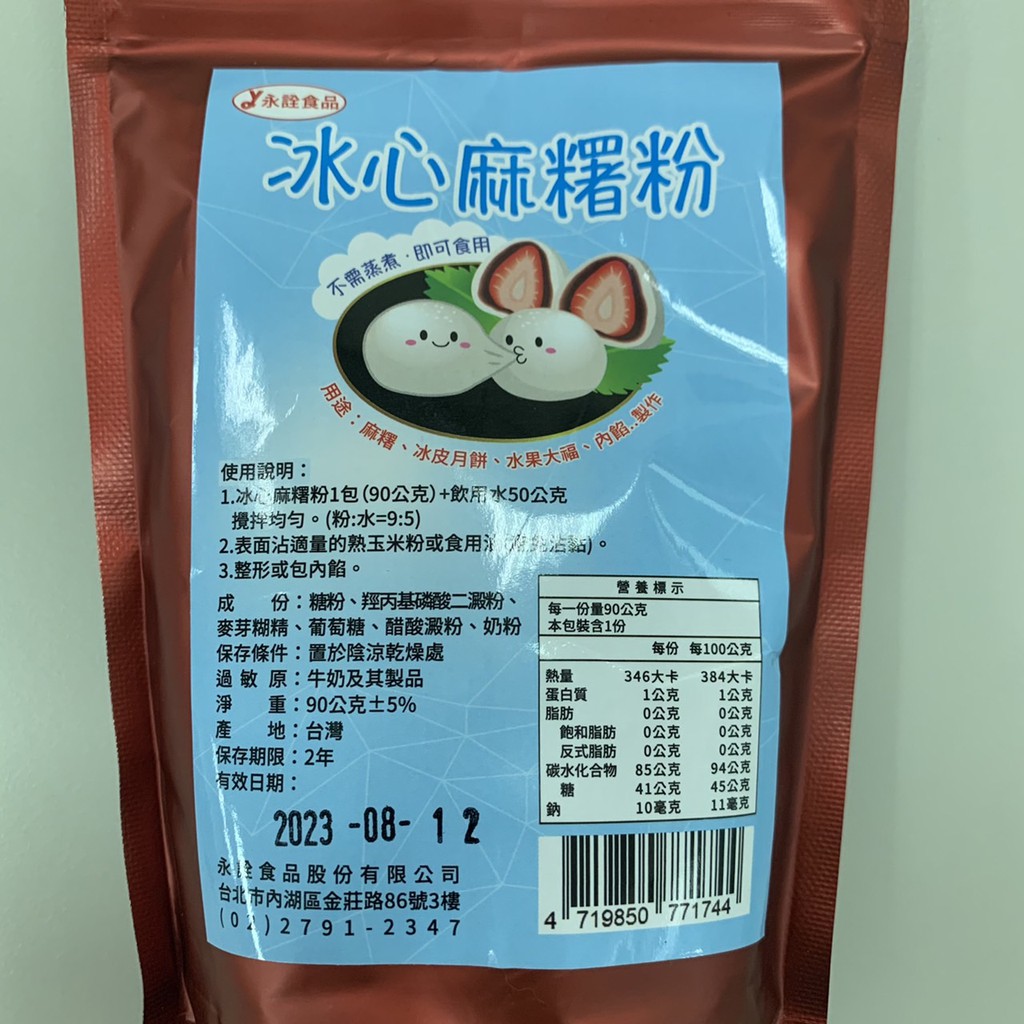 永詮食品
冰心麻糬粉
不需蒸煮‧即可食用
用途：麻糬、冰皮月餅、水果大福、內餡..製作
使用說明：
1.冰心麻糬粉1包(90公克)+飲用水50公克
攪拌均勻。(粉:水=9:5)
2.表面沾適量的熟玉米粉或食用油(避免沾黏)。
3.整形或包內餡。
成份：糖粉、羥丙基磷酸二澱粉、
麥芽糊精、葡萄糖、醋酸澱粉、奶粉
保存條件：置於陰涼乾燥處
過敏原：牛奶及其製品
淨重：90公克±5%
產地：台灣
保存期限：2年
有效日期：
2023-08-12
永詮食品股份有限公司
台北市內湖區金莊路86號3樓
(02)2791-2347
營養標示
每一份量90公克
本包裝含1份
每份 每100公克
熱量 346大卡 384大卡
蛋白質 1公克 1公克
脂肪 0公克 0公克
飽和脂肪 0公克 0公克
反式脂肪 0公克 0公克
碳水化合物 85公克 94公克
糖 41公克 45公克
鈉 10毫克 11毫克
4 719850 771744